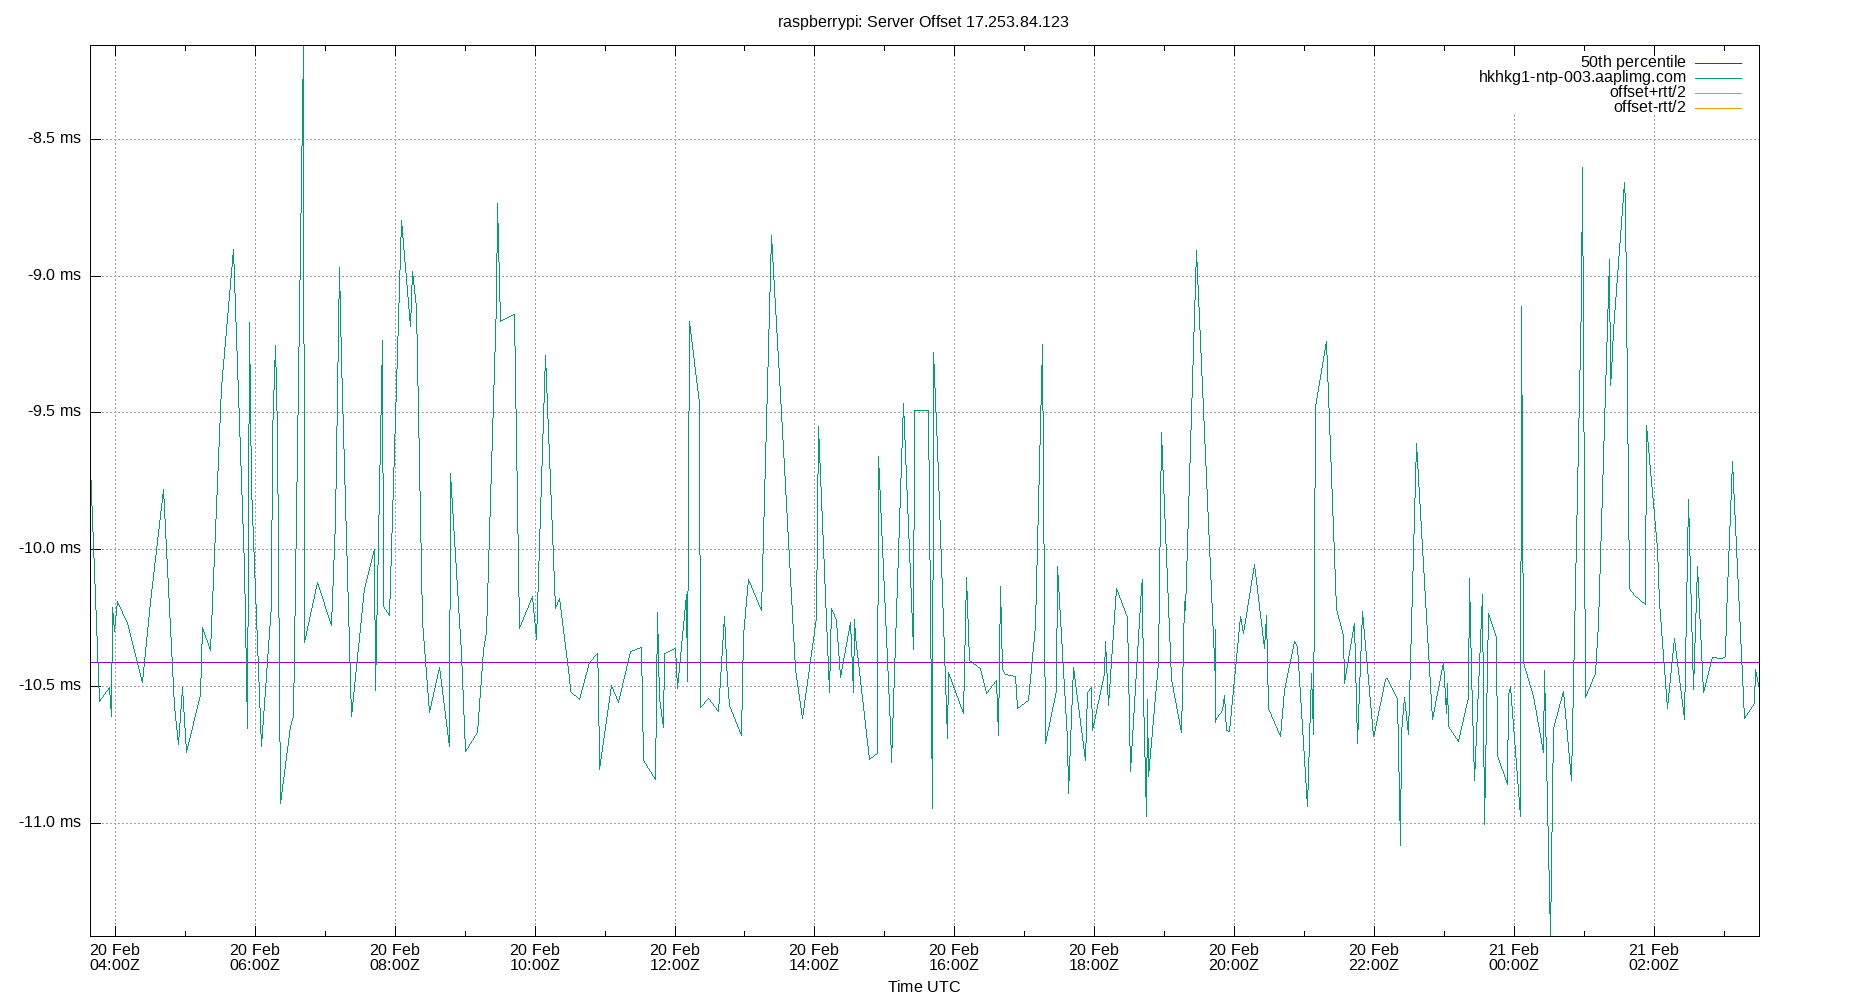 raspberrypi: Server Offset 17.253.84.123
50th percentile
hkhkg1-ntp-003.aaplimg.com
offset+rtt/2
offset-rtt/2
-8.5 ms
-9.0 ms
-9.5 ms
-10.0 ms
-10.5 ms
-11.0 ms
20 Feb 20 Feb 20 Feb 20 Feb 20 Feb 20 Feb 20 Feb 20 Feb 20 Feb 20 Feb 21 Feb 21 Feb
04:00Z 06:00Z 08:00Z 10:00Z 12:00Z 14:00Z 16:00Z 18:00Z 20:00Z 22:00Z 00:00Z 02:00Z
Time UTC